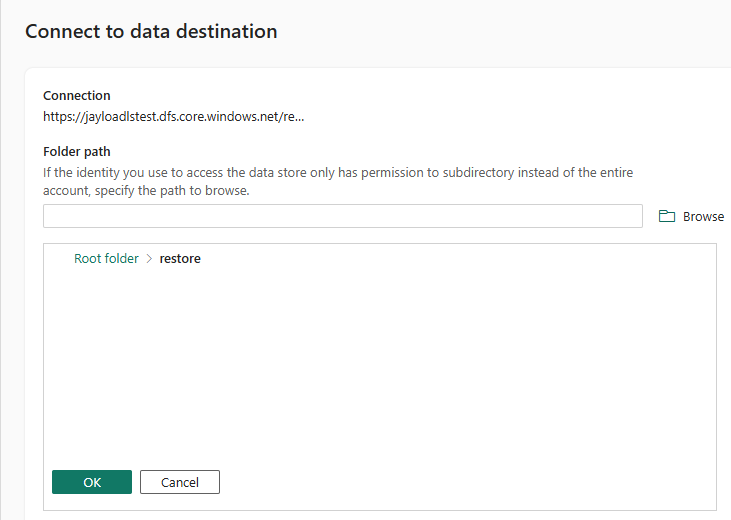 Connect to data destination
Connection
https://jayloadlstest.dfs.core.windows.net/re...
Folder path
If the identity you use to access the data store only has permission to subdirectory instead of the entire
account, specify the path to browse.
Browse
Root folder > restore
OK Cancel